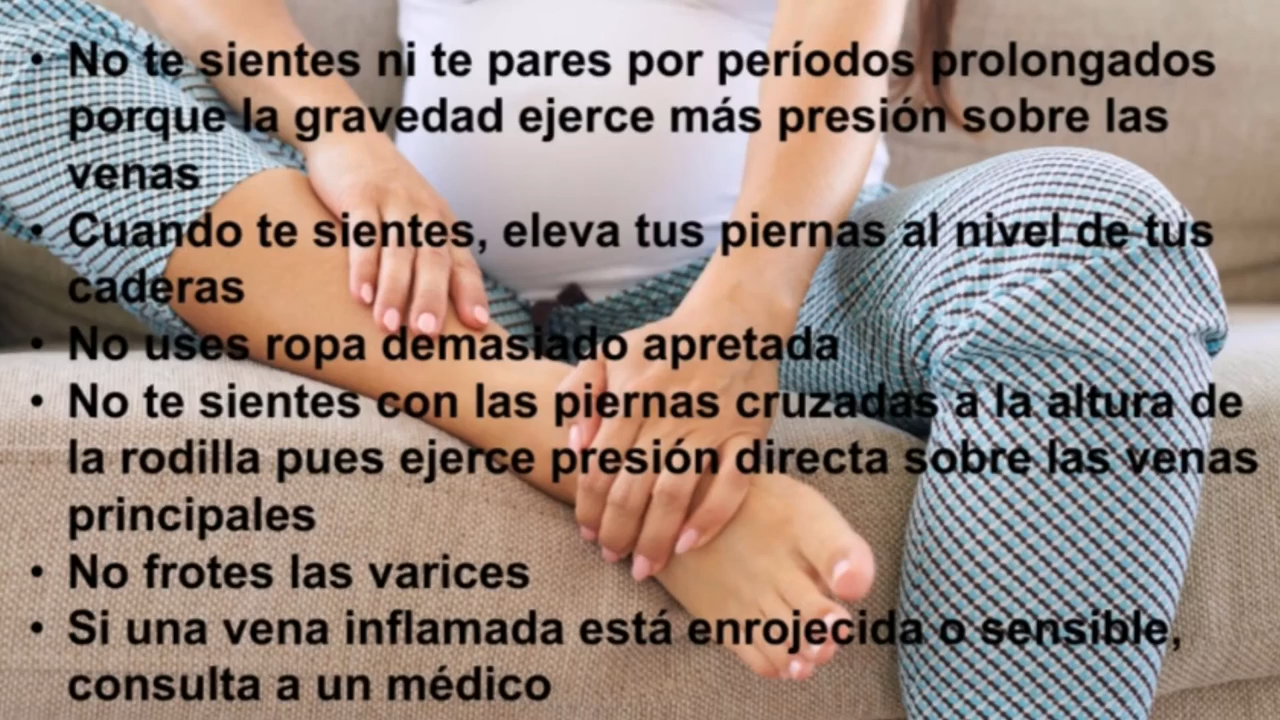 • No te sientes ni te pares por períodos prolongados
porque la gravedad ejerce más presión sobre las
venas
• Cuando te sientes, eleva tus piernas al nivel de tus
caderas
• No uses ropa demasiado apretada
• No te sientes con las piernas cruzadas a la altura de
la rodilla pues ejerce presión directa sobre las venas
principales
• No frotes las varices
• Si una vena inflamada está enrojecida o sensible,
consulta a un médico